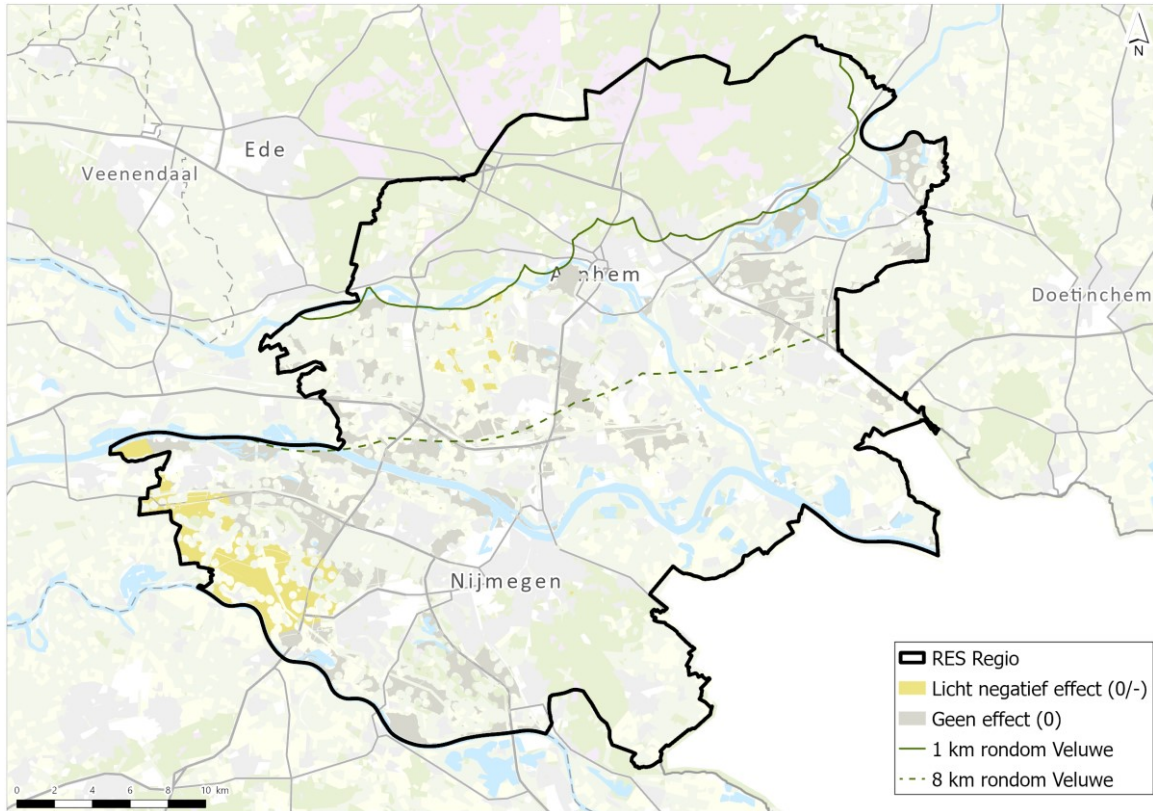 N
Ede
Veenendaal
Arnhem
Doetinchem
Nijmegen
RES Regio
Licht negatief effect (0/-)
Geen effect (0)
1 km rondom Veluwe
8 km rondom Veluwe
0 2 4 6 8 10 km